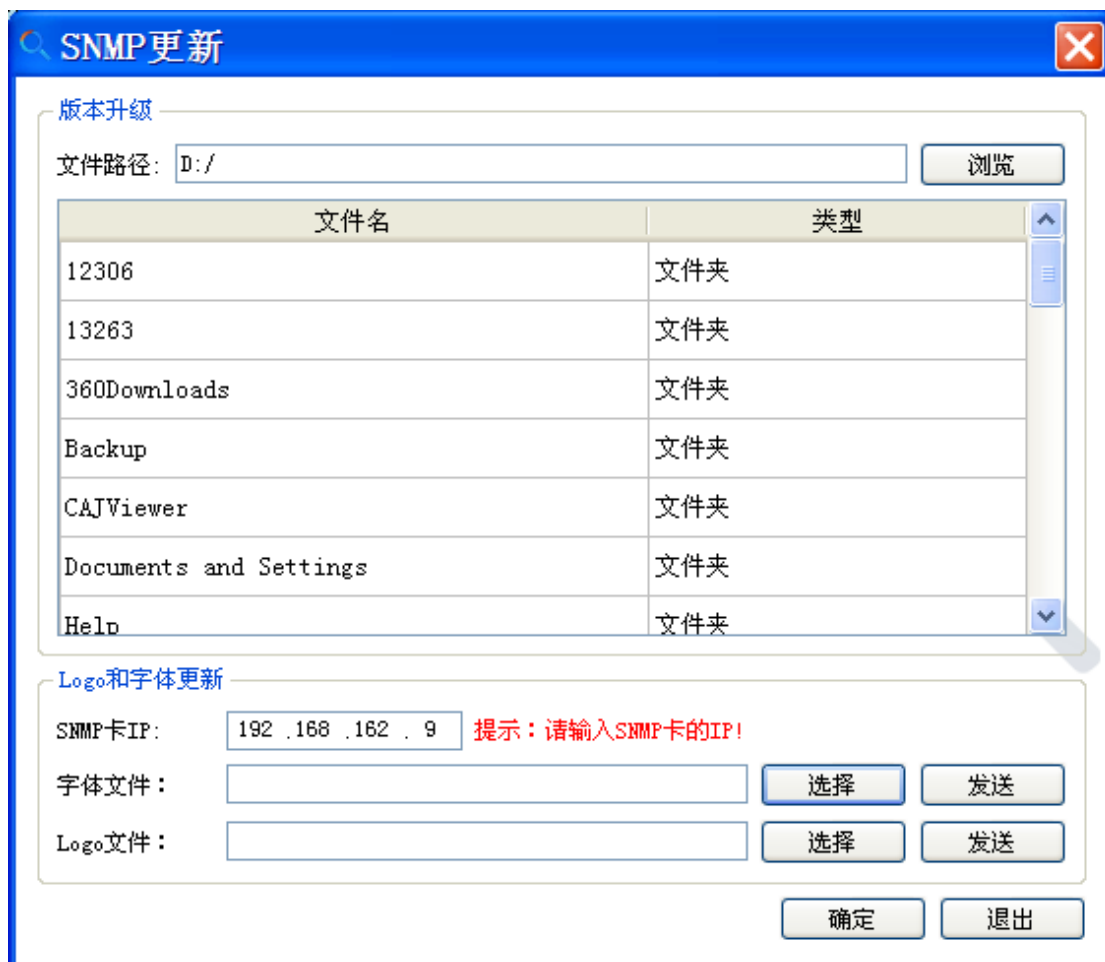 SNMP更新
版本升级
文件路径: D:/ 浏览
文件名 类型
12306 文件夹
13263 文件夹
360Downloads 文件夹
Backup 文件夹
CAJViewer 文件夹
Documents and Settings 文件夹
Help 文件夹
Logo和字体更新
SNMP卡IP: 192 .168 .162 . 9 提示：请输入SNMP卡的IP!
字体文件： 选择 发送
Logo文件： 选择 发送
确定 退出